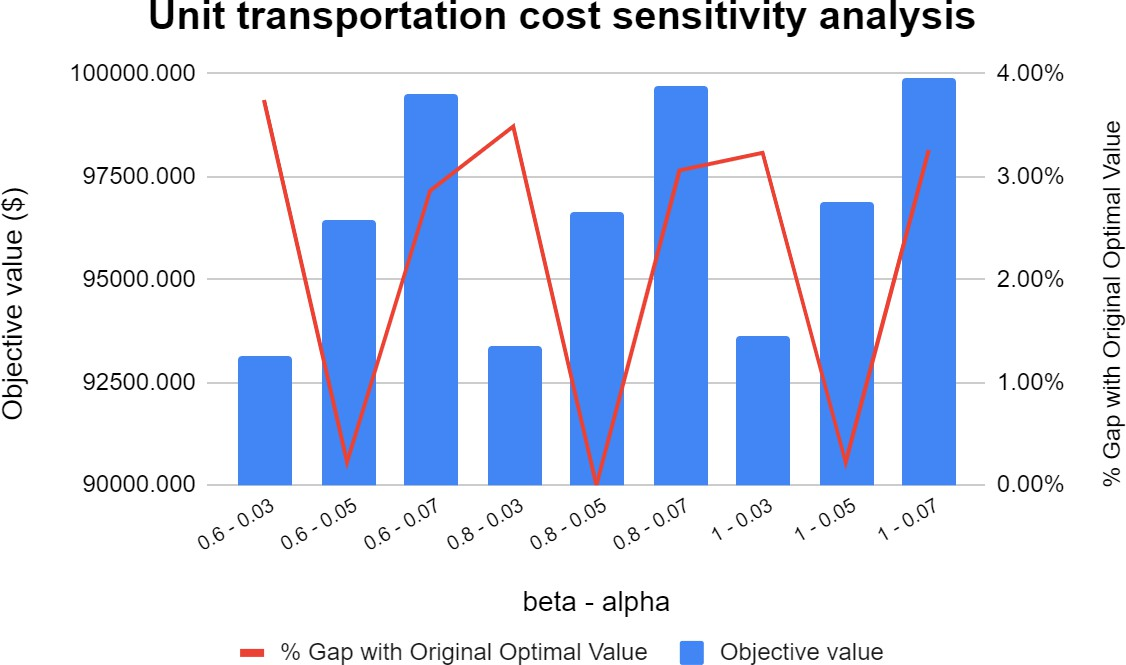 Unit transportation cost sensitivity analysis
100000.000
97500.000
95000.000
92500.000
90000.000
Objective value ($)
4.00%
3.00%
2.00%
1.00%
0.00%
% Gap with Original Optimal Value
0.6 - 0.03
0.6 - 0.05
0.6 - 0.07
0.8 - 0.03
0.8 - 0.05
0.8 - 0.07
1 - 0.03
1 - 0.05
1 - 0.07
beta - alpha
% Gap with Original Optimal Value
Objective value